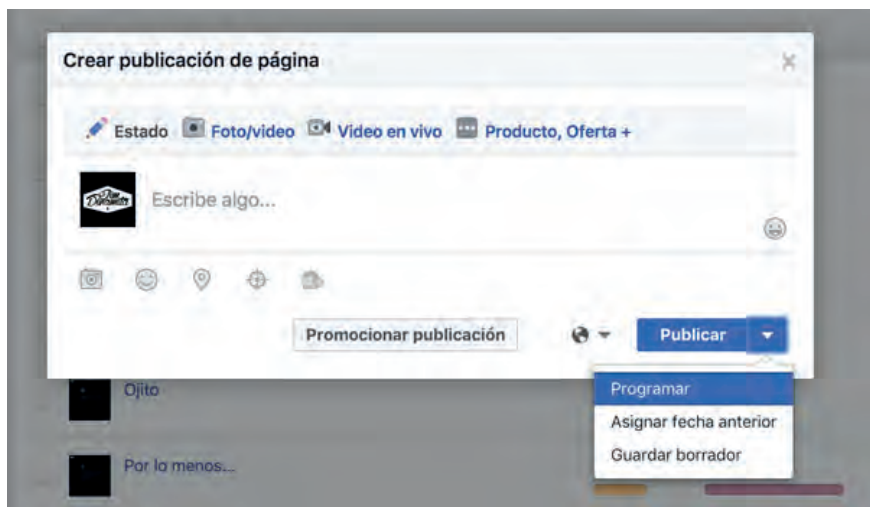 Crear publicación de página
Estado Foto/video Video en vivo Producto, Oferta +
Escribe algo...
Promocionar publicación Publicar
Ojito
Programar
Asignar fecha anterior
Por lo menos...
Guardar borrador